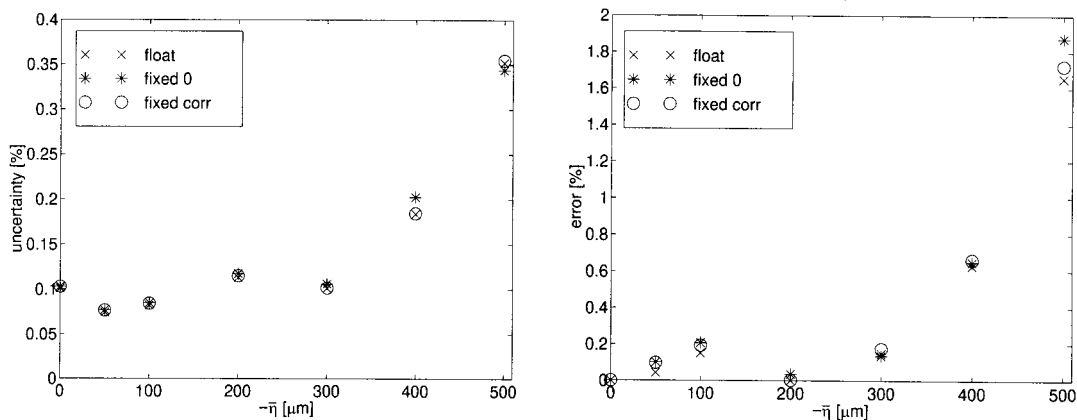 0.4
0.35
0.3
0.25
0.2
0.15
0.1
0.05
0
uncertainty [%]
float
fixed 0
fixed corr
0 100 200 300 400 500
−η̅ [μm]
2
1.8
1.6
1.4
1.2
1
0.8
0.6
0.4
0.2
0
error [%]
float
fixed 0
fixed corr
0 100 200 300 400 500
−η̅ [μm]